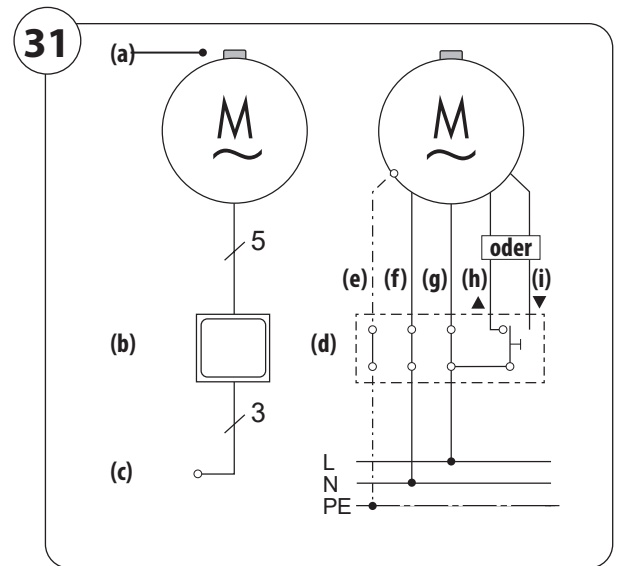 31
(a)
M
~
M
~
5
oder
(e) (f) (g) (h) (i)
▲ ▼
(b)
(d)
3
(c)
L
N
PE